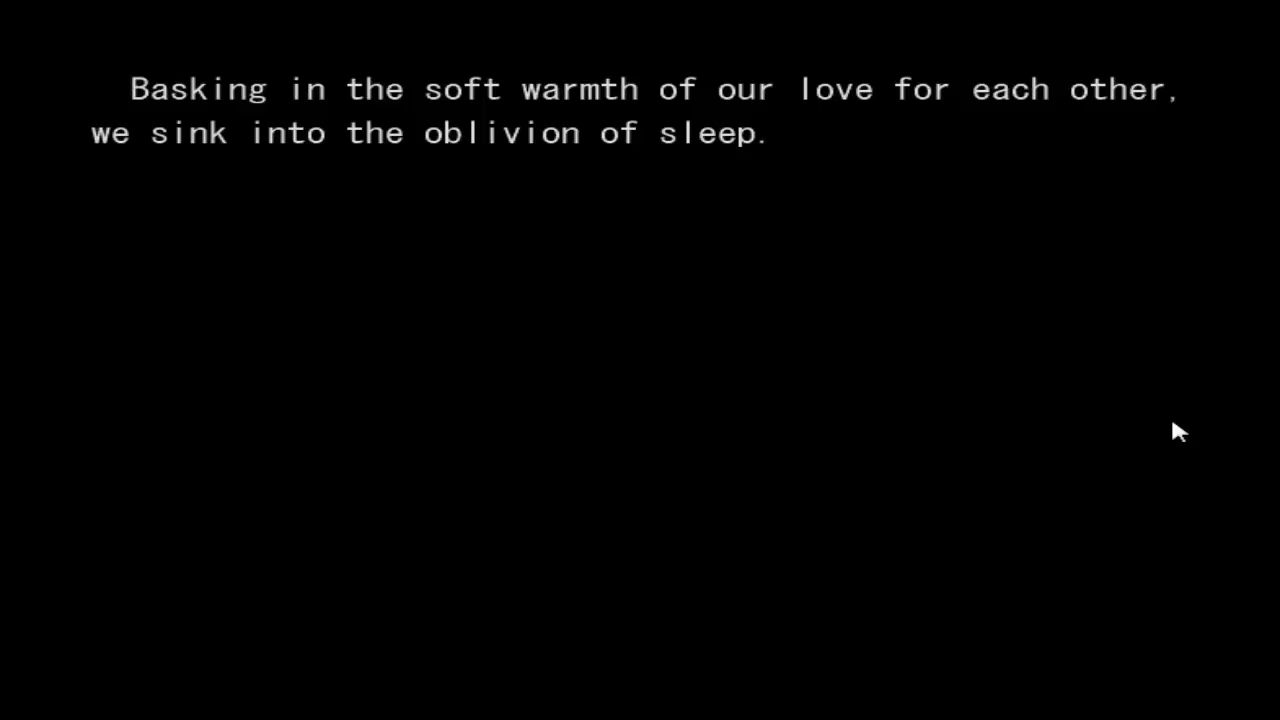 Basking in the soft warmth of our love for each other,
we sink into the oblivion of sleep.